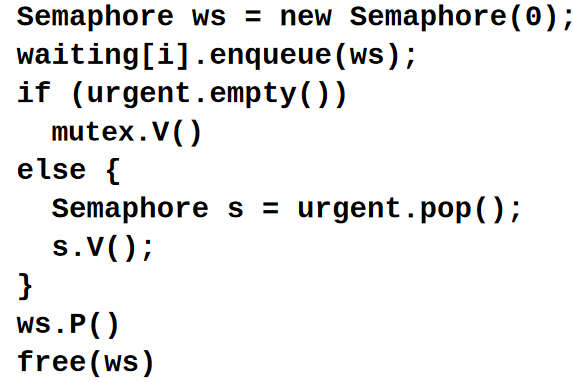 Semaphore ws = new Semaphore(0);
waiting[i].enqueue(ws);
if (urgent.empty())
  mutex.V()
else {
  Semaphore s = urgent.pop();
  s.V();
}
ws.P()
free(ws)